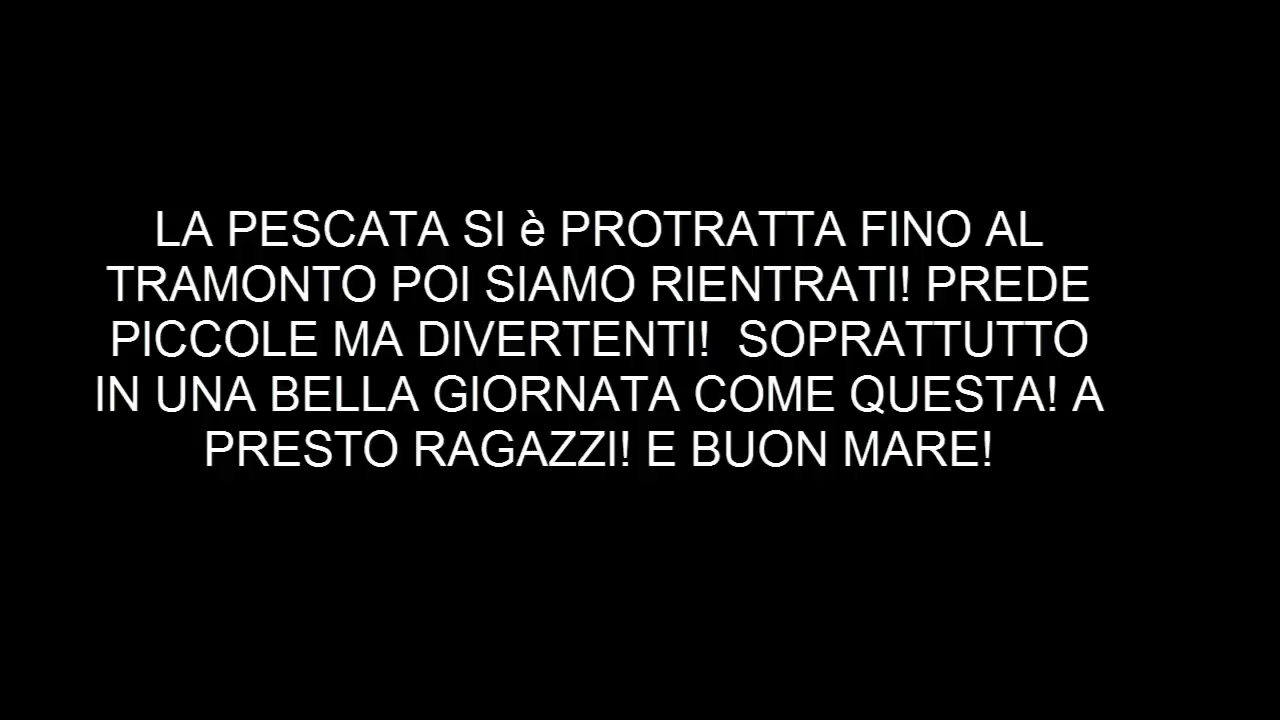 LA PESCATA SI è PROTRATTA FINO AL
TRAMONTO POI SIAMO RIENTRATI! PREDE
PICCOLE MA DIVERTENTI!  SOPRATTUTTO
IN UNA BELLA GIORNATA COME QUESTA! A
PRESTO RAGAZZI! E BUON MARE!